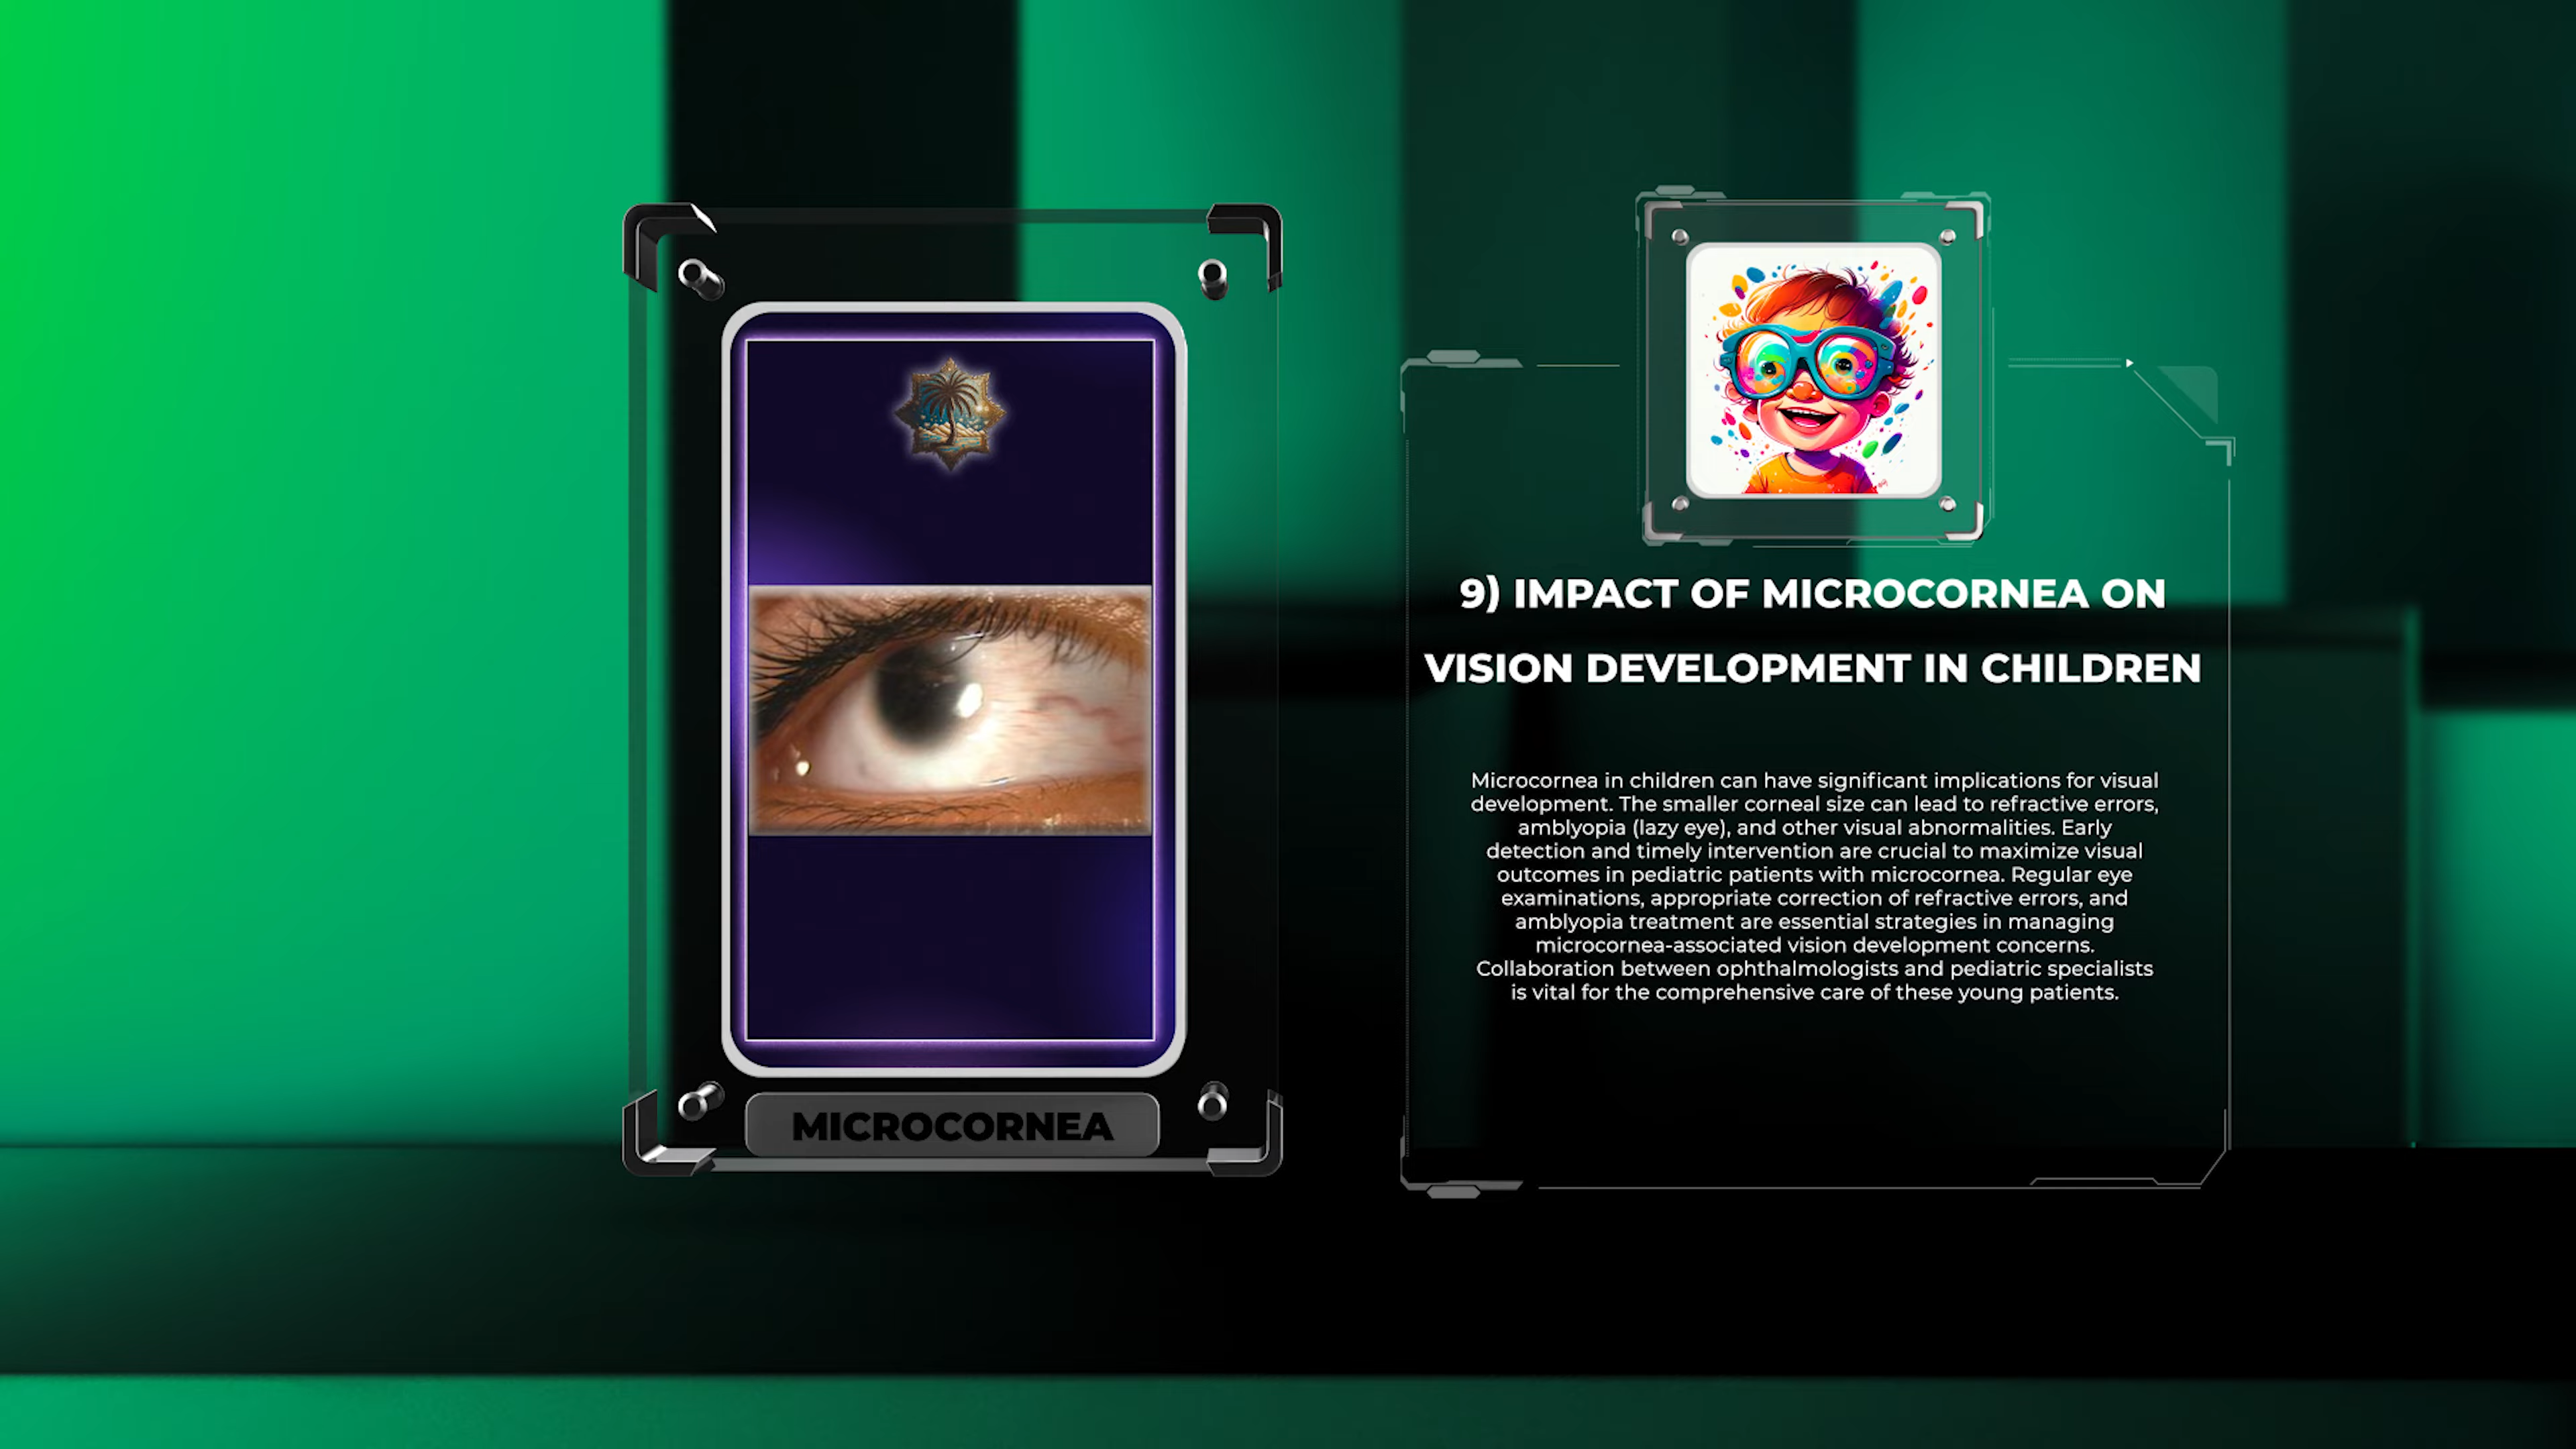 MICROCORNEA
9) IMPACT OF MICROCORNEA ON
VISION DEVELOPMENT IN CHILDREN
Microcornea in children can have significant implications for visual
development. The smaller corneal size can lead to refractive errors,
amblyopia (lazy eye), and other visual abnormalities. Early
detection and timely intervention are crucial to maximize visual
outcomes in pediatric patients with microcornea. Regular eye
examinations, appropriate correction of refractive errors, and
amblyopia treatment are essential strategies in managing
microcornea-associated vision development concerns.
Collaboration between ophthalmologists and pediatric specialists
is vital for the comprehensive care of these young patients.